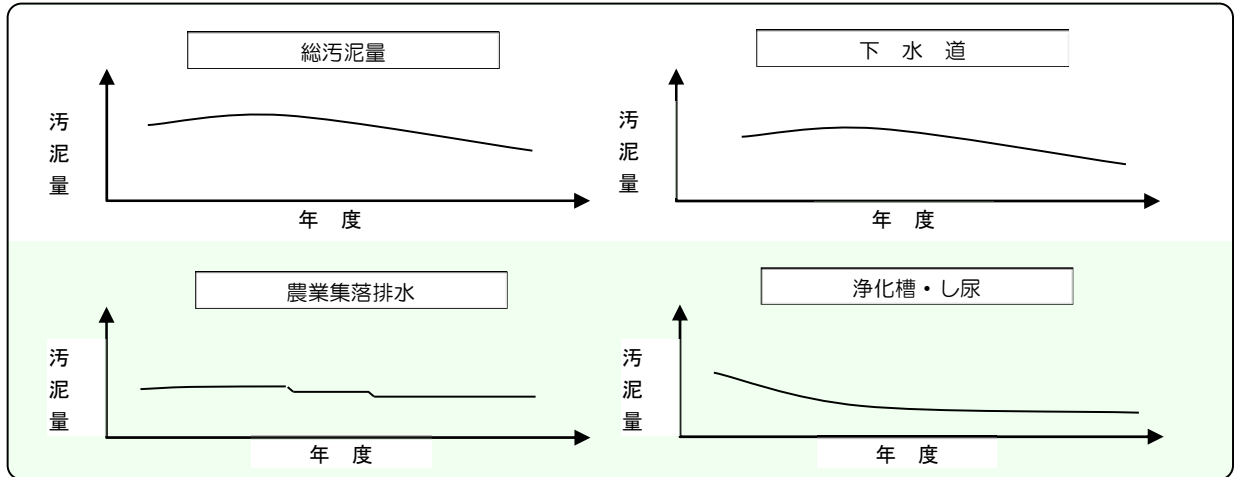 総汚泥量
汚泥量
年 度
下 水 道
汚泥量
年 度
農業集落排水
汚泥量
年 度
浄化槽・し尿
汚泥量
年 度